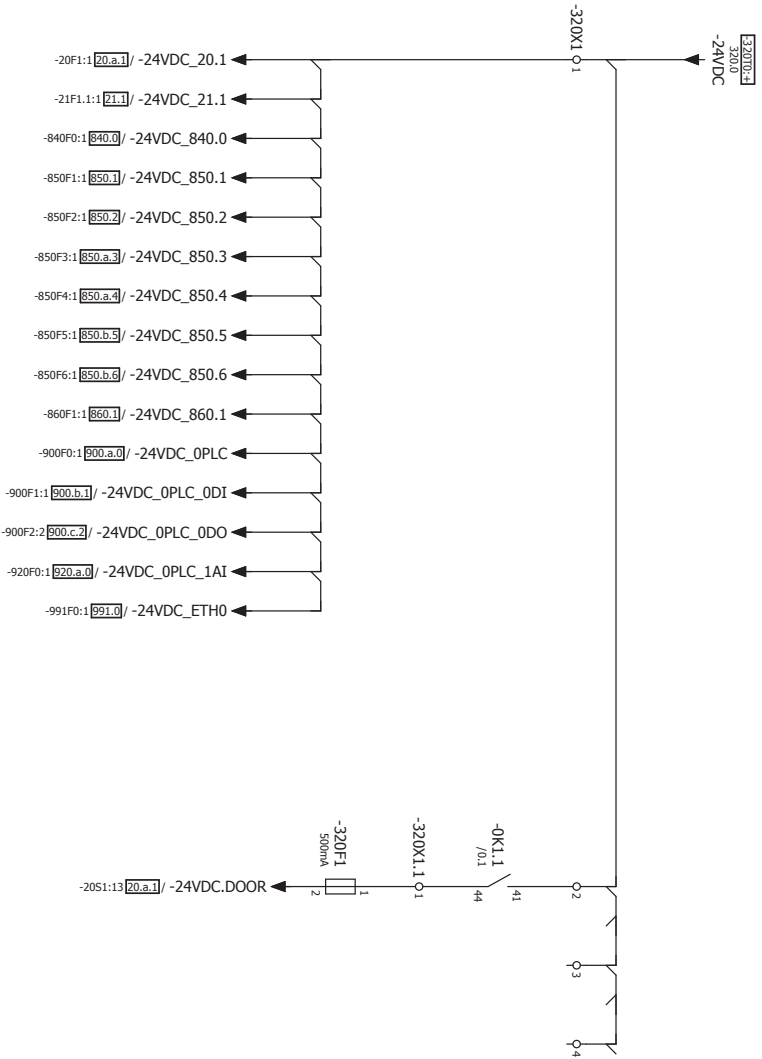 -320T0:+
320.0
-24VDC
-320X1
1
-20F1:1 20.a.1 / -24VDC_20.1
-21F1.1:1 21.1 / -24VDC_21.1
-840F0:1 840.0 / -24VDC_840.0
-850F1:1 850.1 / -24VDC_850.1
-850F2:1 850.2 / -24VDC_850.2
-850F3:1 850.a.3 / -24VDC_850.3
-850F4:1 850.a.4 / -24VDC_850.4
-850F5:1 850.b.5 / -24VDC_850.5
-850F6:1 850.b.6 / -24VDC_850.6
-860F1:1 860.1 / -24VDC_860.1
-900F0:1 900.a.0 / -24VDC_0PLC
-900F1:1 900.b.1 / -24VDC_0PLC_0DI
-900F2:2 900.c.2 / -24VDC_0PLC_0DO
-920F0:1 920.a.0 / -24VDC_0PLC_1AI
-991F0:1 991.0 / -24VDC_ETH0
-320F1
500mA
-320X1.1
-0K1.1
/0.1
-20S1:13 20.a.1 / -24VDC.DOOR
2
1
1
44
41
2
3
4